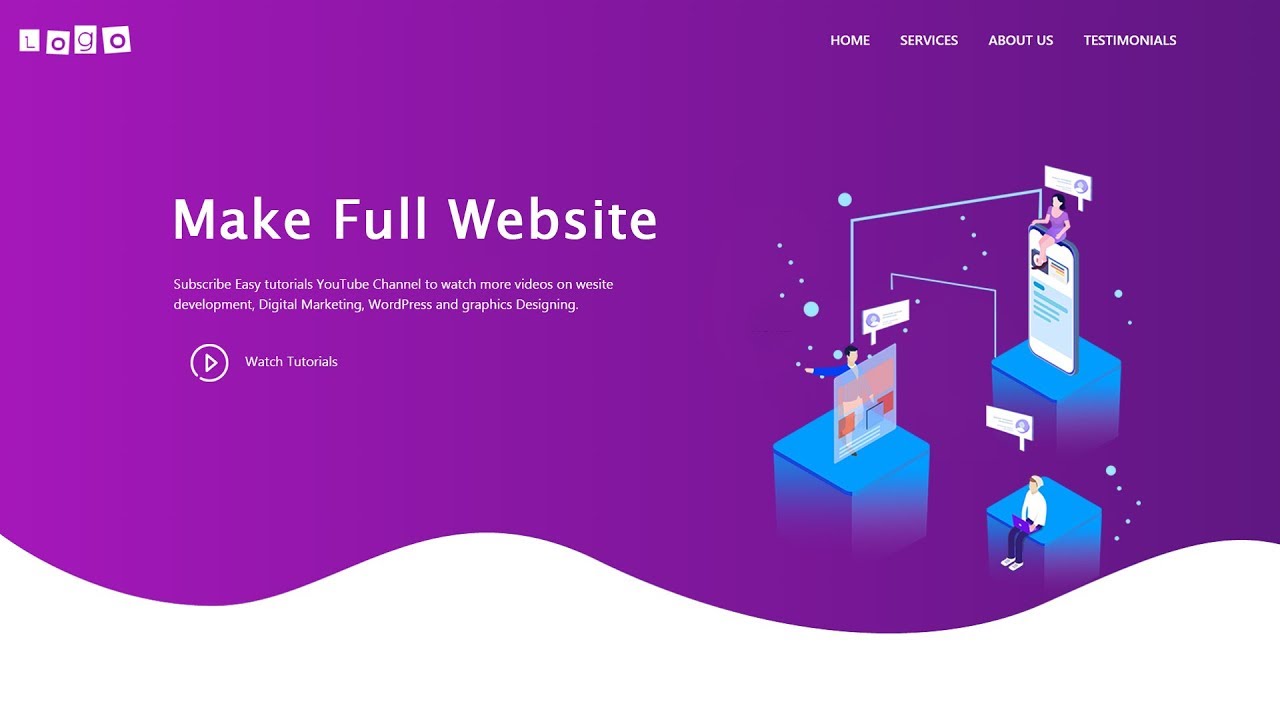 Logo
HOME SERVICES ABOUT US TESTIMONIALS
Make Full Website
Subscribe Easy tutorials YouTube Channel to watch more videos on wesite
development, Digital Marketing, WordPress and graphics Designing.
Watch Tutorials